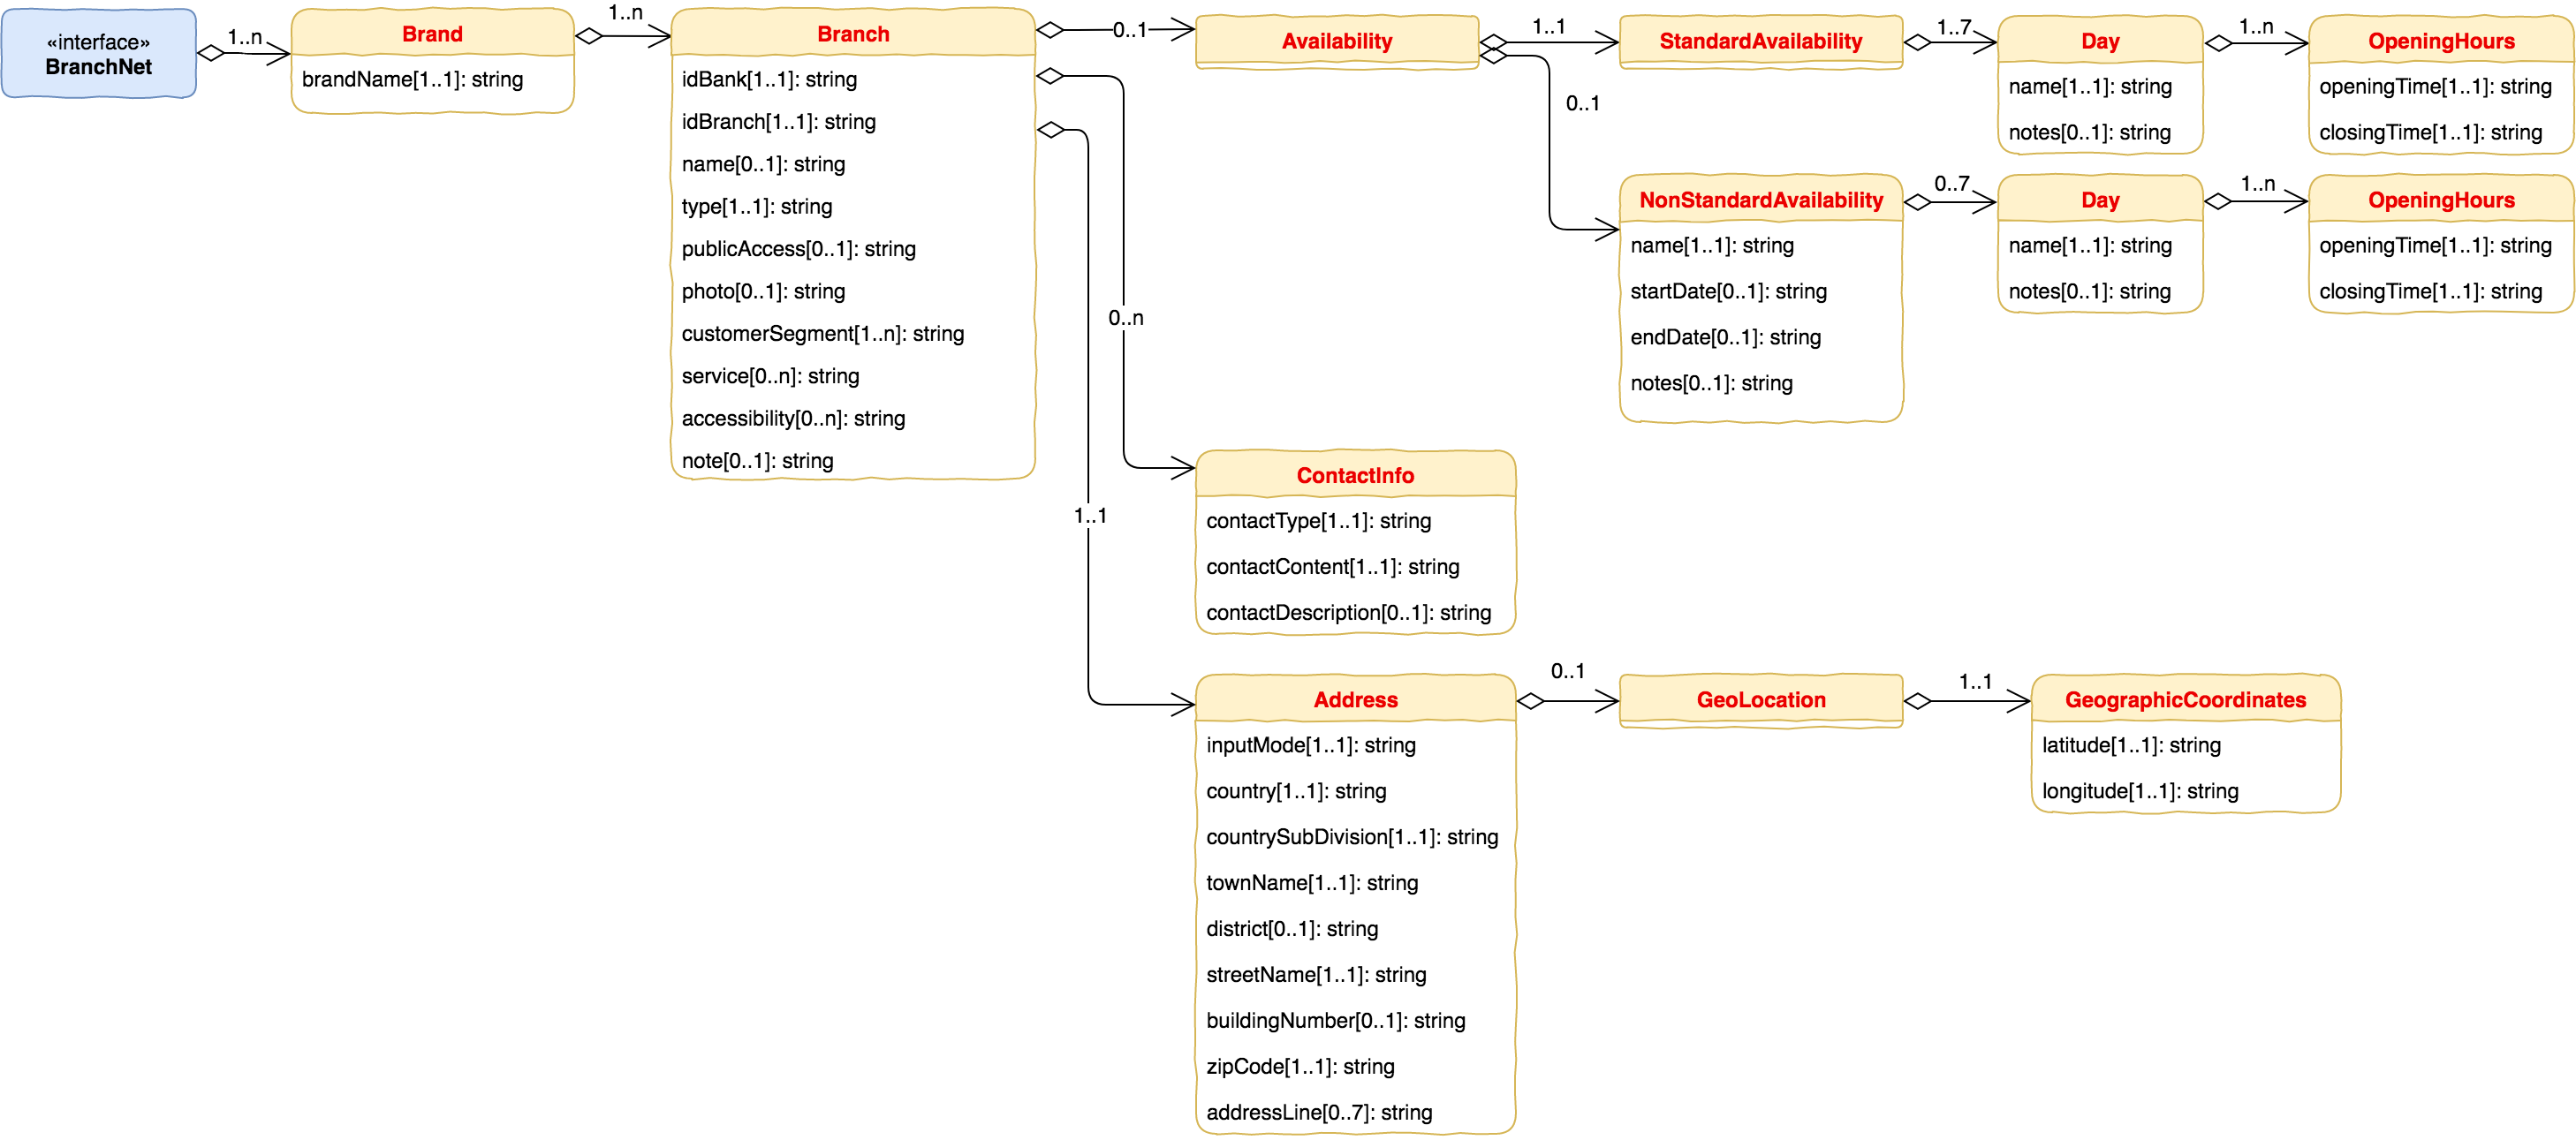 «interface»
BranchNet
1..n
Brand
brandName[1..1]: string
1..n
Branch
idBank[1..1]: string
idBranch[1..1]: string
name[0..1]: string
type[1..1]: string
publicAccess[0..1]: string
photo[0..1]: string
customerSegment[1..n]: string
service[0..n]: string
accessibility[0..n]: string
note[0..1]: string
0..1
Availability
1..1
StandardAvailability
1..7
Day
name[1..1]: string
notes[0..1]: string
1..n
OpeningHours
openingTime[1..1]: string
closingTime[1..1]: string
0..1
NonStandardAvailability
name[1..1]: string
startDate[0..1]: string
endDate[0..1]: string
notes[0..1]: string
0..7
Day
name[1..1]: string
notes[0..1]: string
1..n
OpeningHours
openingTime[1..1]: string
closingTime[1..1]: string
0..n
ContactInfo
contactType[1..1]: string
contactContent[1..1]: string
contactDescription[0..1]: string
1..1
Address
inputMode[1..1]: string
country[1..1]: string
countrySubDivision[1..1]: string
townName[1..1]: string
district[0..1]: string
streetName[1..1]: string
buildingNumber[0..1]: string
zipCode[1..1]: string
addressLine[0..7]: string
0..1
GeoLocation
1..1
GeographicCoordinates
latitude[1..1]: string
longitude[1..1]: string